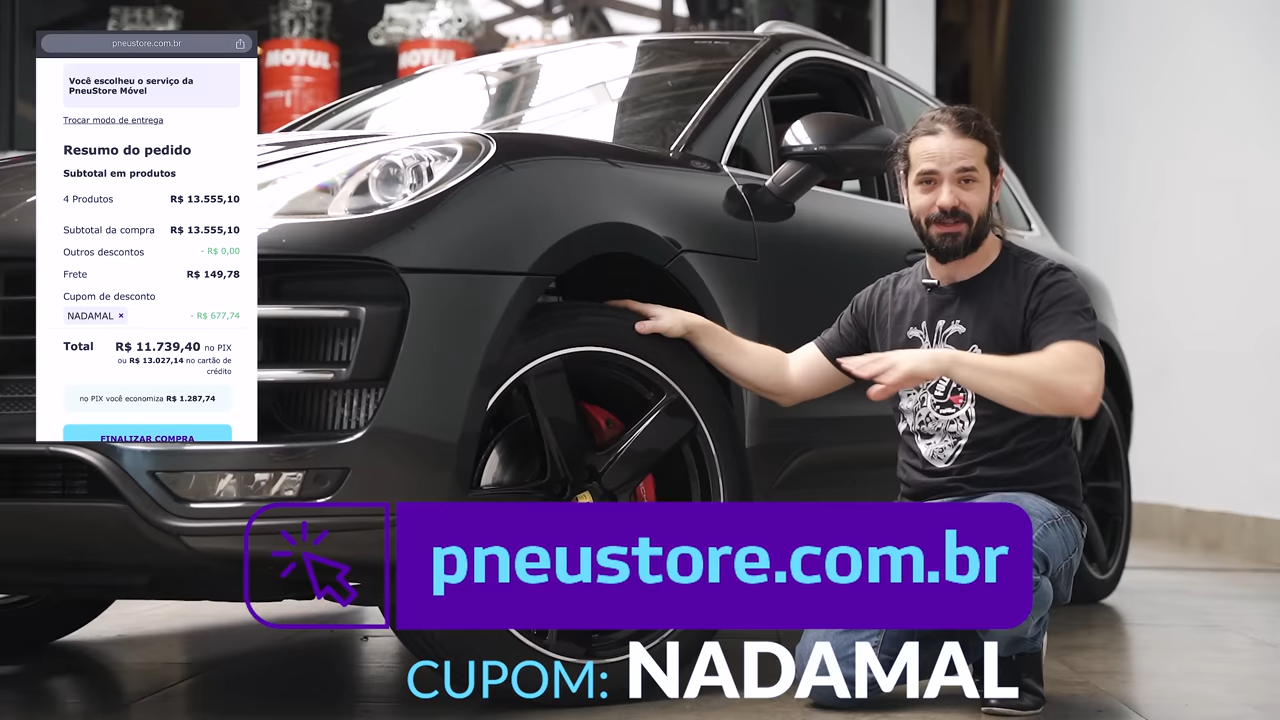 pneustore.com.br
Você escolheu o serviço da
PneuStore Móvel
Trocar modo de entrega
Resumo do pedido
Subtotal em produtos
4 Produtos R$ 13.555,10
Subtotal da compra R$ 13.555,10
Outros descontos - R$ 0,00
Frete R$ 149,78
Cupom de desconto
NADAMAL × - R$ 677,74
Total R$ 11.739,40 no PIX
ou R$ 13.027,14 no cartão de
crédito
no PIX você economiza R$ 1.287,74
FINALIZAR COMPRA
MOTUL
MOTUL
pneustore.com.br
CUPOM: NADAMAL